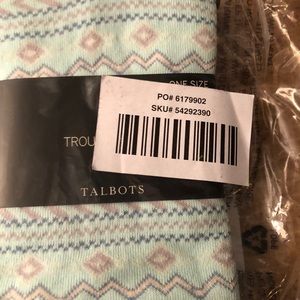 ONE SIZE
PO# 6179902
SKU# 54292390
TROU
TALBOTS